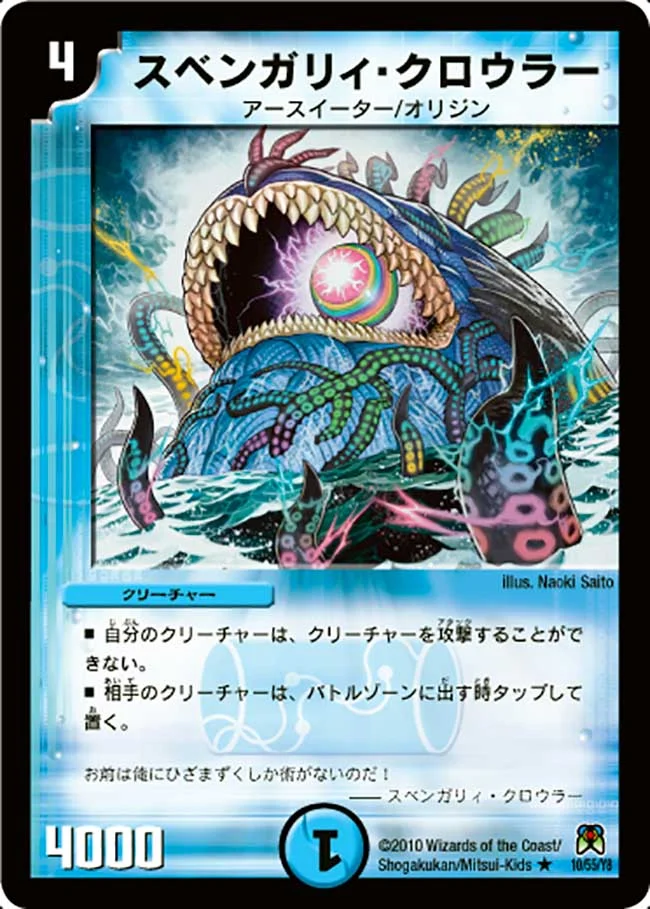 4
スベンガリィ・クロウラー
アースイーター/オリジン
illus. Naoki Saito
クリーチャー
■ 自分のクリーチャーは、クリーチャーを攻撃することがで
きない。
■ 相手のクリーチャーは、バトルゾーンに出す時タップして
置く。
お前は俺にひざまずくしか術がないのだ!
—— スベンガリィ・クロウラー
4000
1
©2010 Wizards of the Coast/
Shogakukan/Mitsui-Kids ★
10/55/Y8